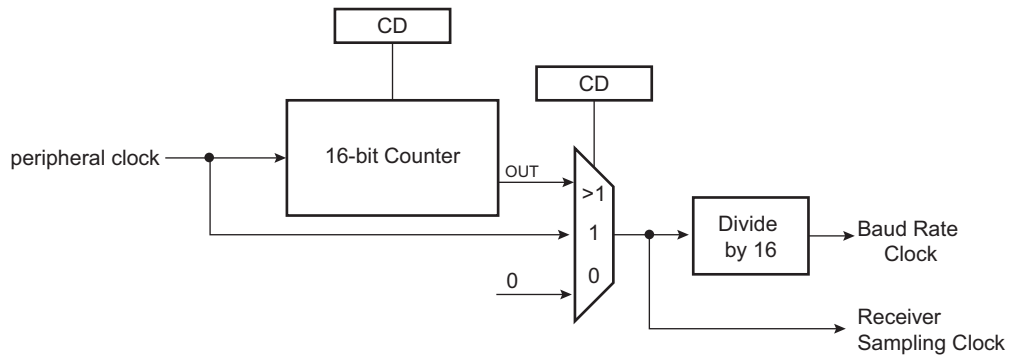 CD
CD
peripheral clock
16-bit Counter
OUT
>1
1
0
0
Divide
by 16
Baud Rate
Clock
Receiver
Sampling Clock